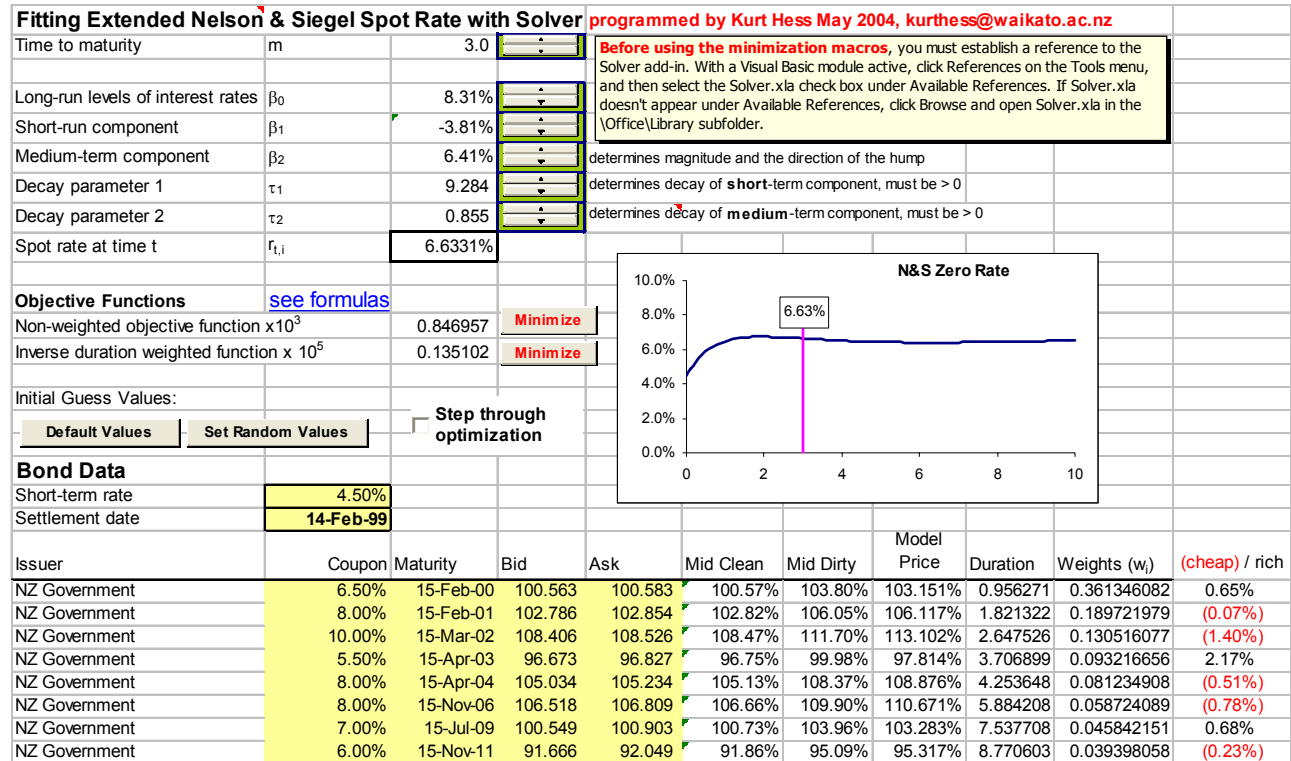 Fitting Extended Nelson & Siegel Spot Rate with Solver programmed by Kurt Hess May 2004, kurthess@waikato.ac.nz
Time to maturity m 3.0
Before using the minimization macros, you must establish a reference to the
Solver add-in. With a Visual Basic module active, click References on the Tools menu,
and then select the Solver.xla check box under Available References. If Solver.xla
doesn't appear under Available References, click Browse and open Solver.xla in the
\Office\Library subfolder.
Long-run levels of interest rates β0 8.31%
Short-run component β1 -3.81%
Medium-term component β2 6.41% determines magnitude and the direction of the hump
Decay parameter 1 τ1 9.284 determines decay of short-term component, must be > 0
Decay parameter 2 τ2 0.855 determines decay of medium-term component, must be > 0
Spot rate at time t rt,i 6.6331%
Objective Functions see formulas
Non-weighted objective function x10³ 0.846957 Minimize
Inverse duration weighted function x 10⁵ 0.135102 Minimize
Initial Guess Values:
Default Values Set Random Values Step through
optimization
N&S Zero Rate
10.0%
8.0%
6.0%
4.0%
2.0%
0.0%
6.63%
0 2 4 6 8 10
Bond Data
Short-term rate 4.50%
Settlement date 14-Feb-99
Issuer Coupon Maturity Bid Ask Mid Clean Mid Dirty Model Price Duration Weights (wi) (cheap) / rich
NZ Government 6.50% 15-Feb-00 100.563 100.583 100.57% 103.80% 103.151% 0.956271 0.361346082 0.65%
NZ Government 8.00% 15-Feb-01 102.786 102.854 102.82% 106.05% 106.117% 1.821322 0.189721979 (0.07%)
NZ Government 10.00% 15-Mar-02 108.406 108.526 108.47% 111.70% 113.102% 2.647526 0.130516077 (1.40%)
NZ Government 5.50% 15-Apr-03 96.673 96.827 96.75% 99.98% 97.814% 3.706899 0.093216656 2.17%
NZ Government 8.00% 15-Apr-04 105.034 105.234 105.13% 108.37% 108.876% 4.253648 0.081234908 (0.51%)
NZ Government 8.00% 15-Nov-06 106.518 106.809 106.66% 109.90% 110.671% 5.884208 0.058724089 (0.78%)
NZ Government 7.00% 15-Jul-09 100.549 100.903 100.73% 103.96% 103.283% 7.537708 0.045842151 0.68%
NZ Government 6.00% 15-Nov-11 91.666 92.049 91.86% 95.09% 95.317% 8.770603 0.039398058 (0.23%)